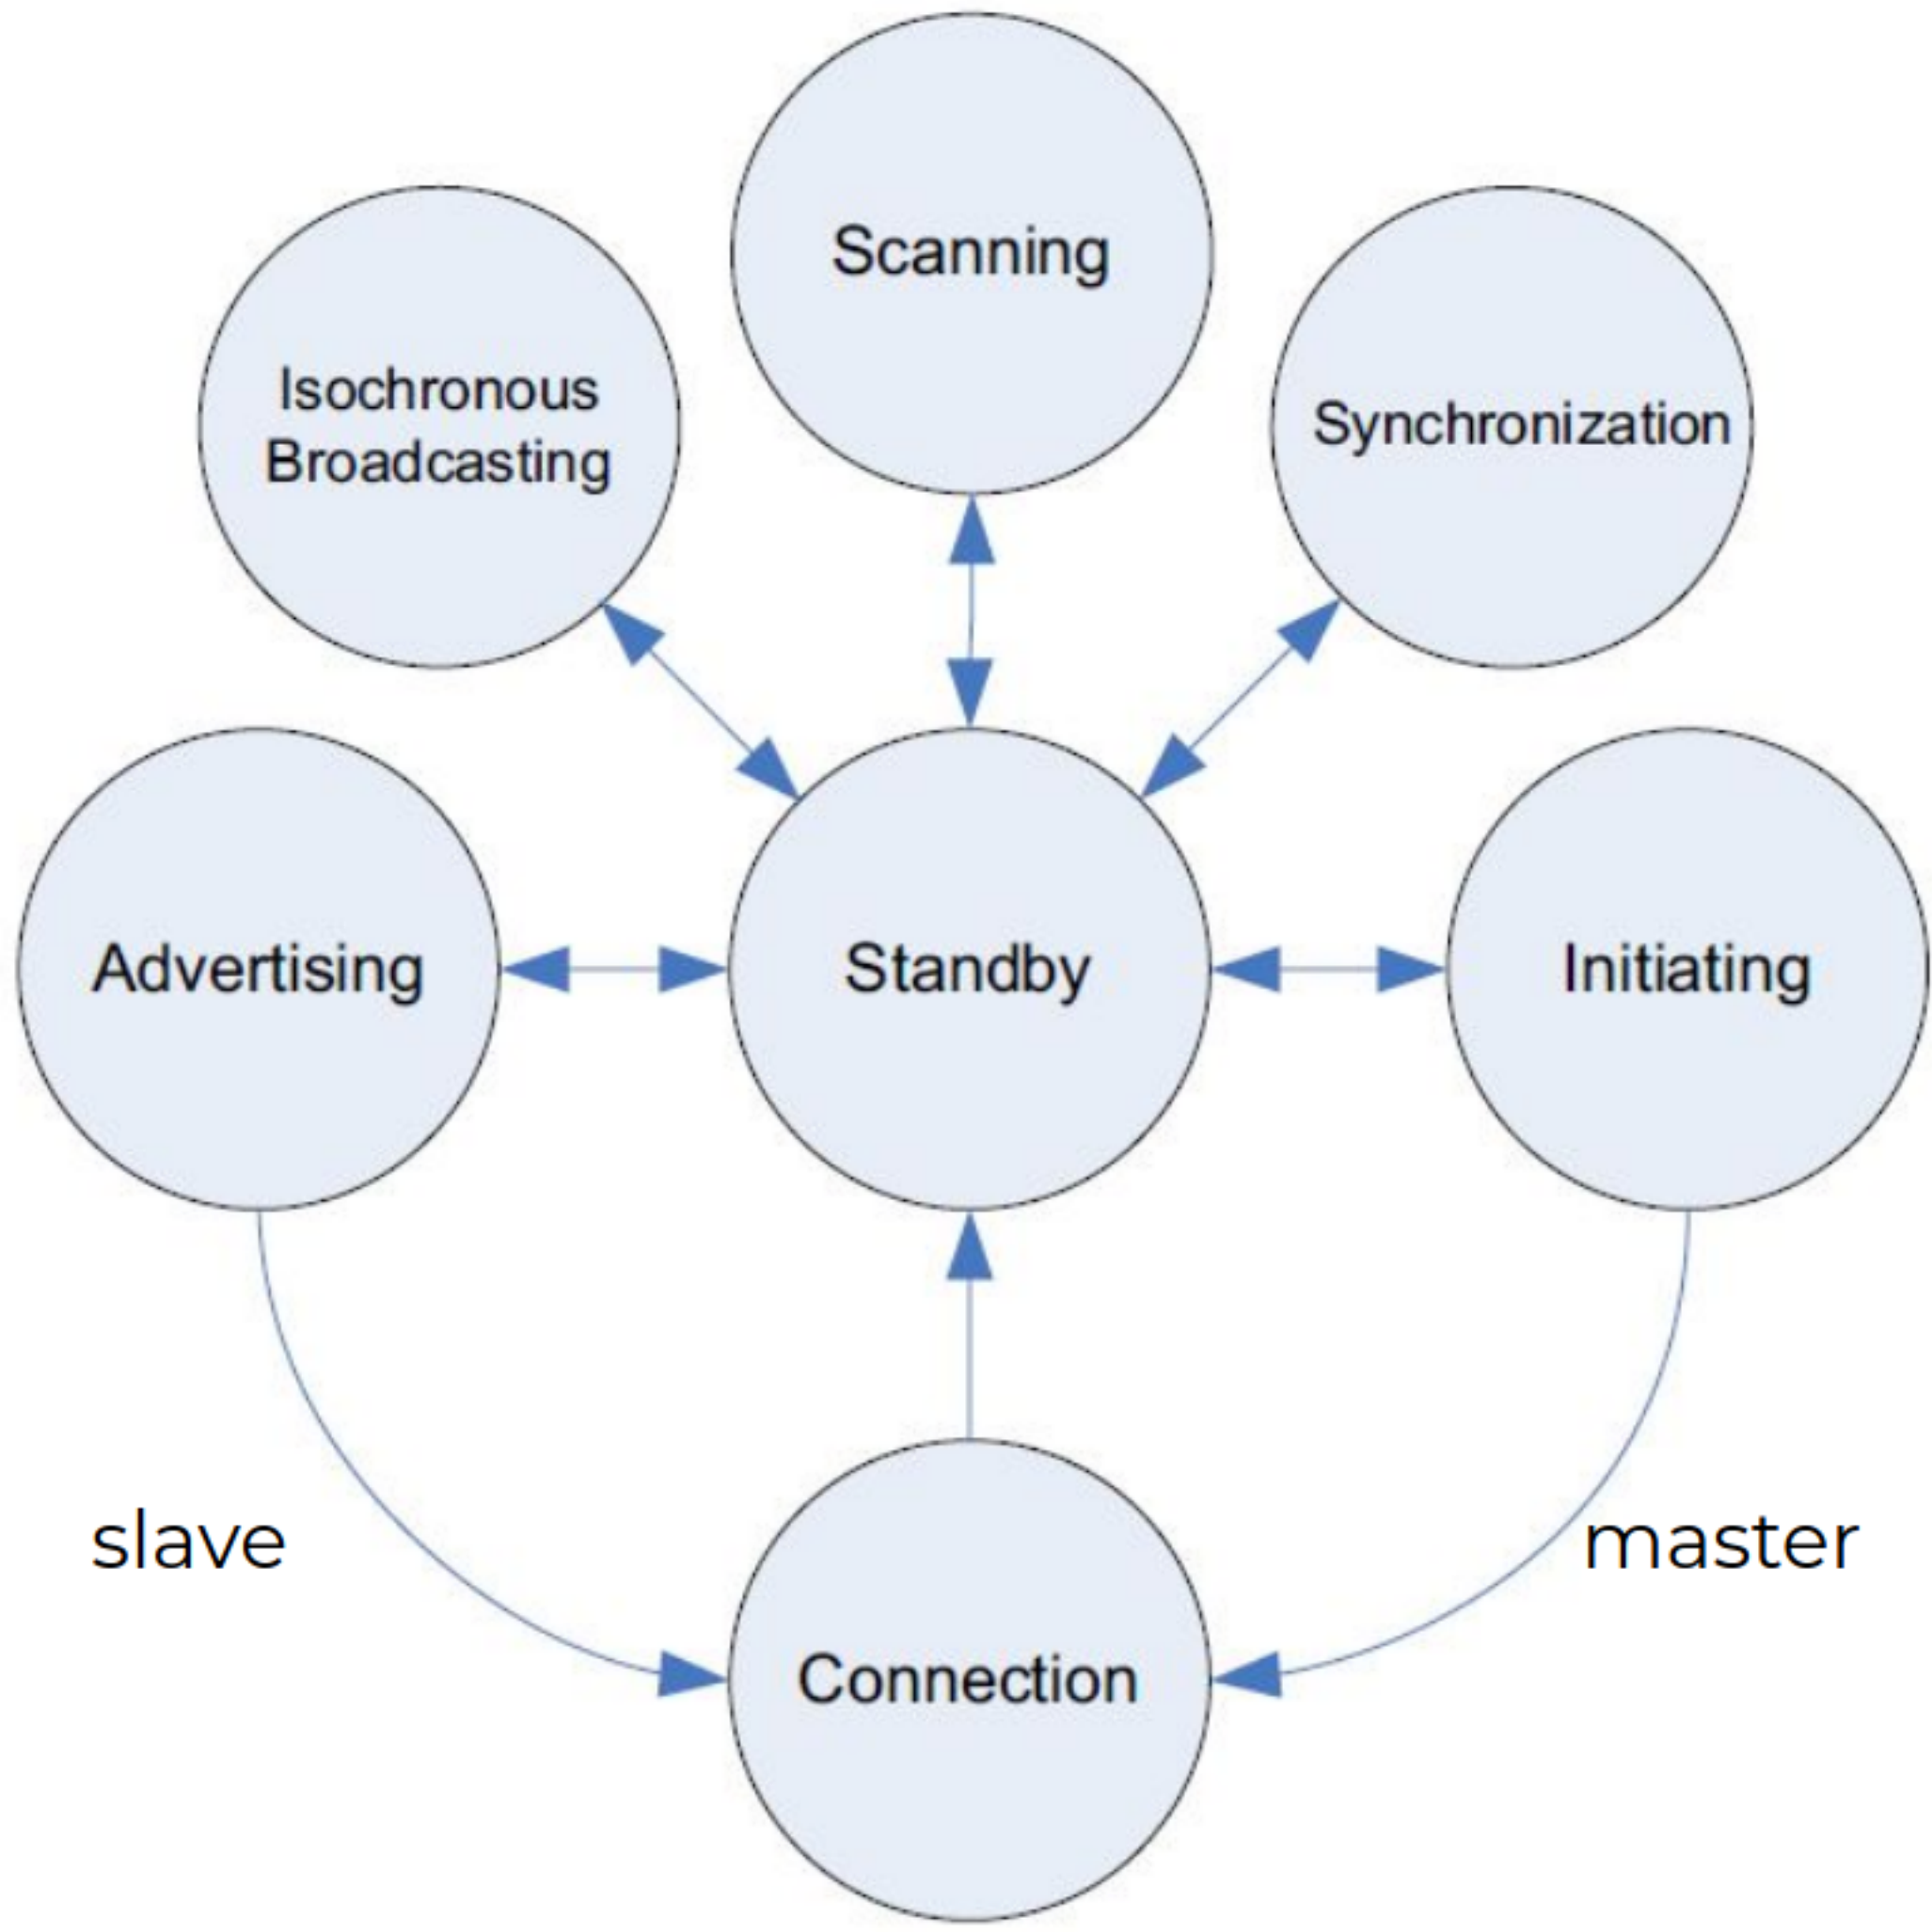 Scanning
Isochronous
Broadcasting
Synchronization
Advertising
Standby
Initiating
slave
master
Connection